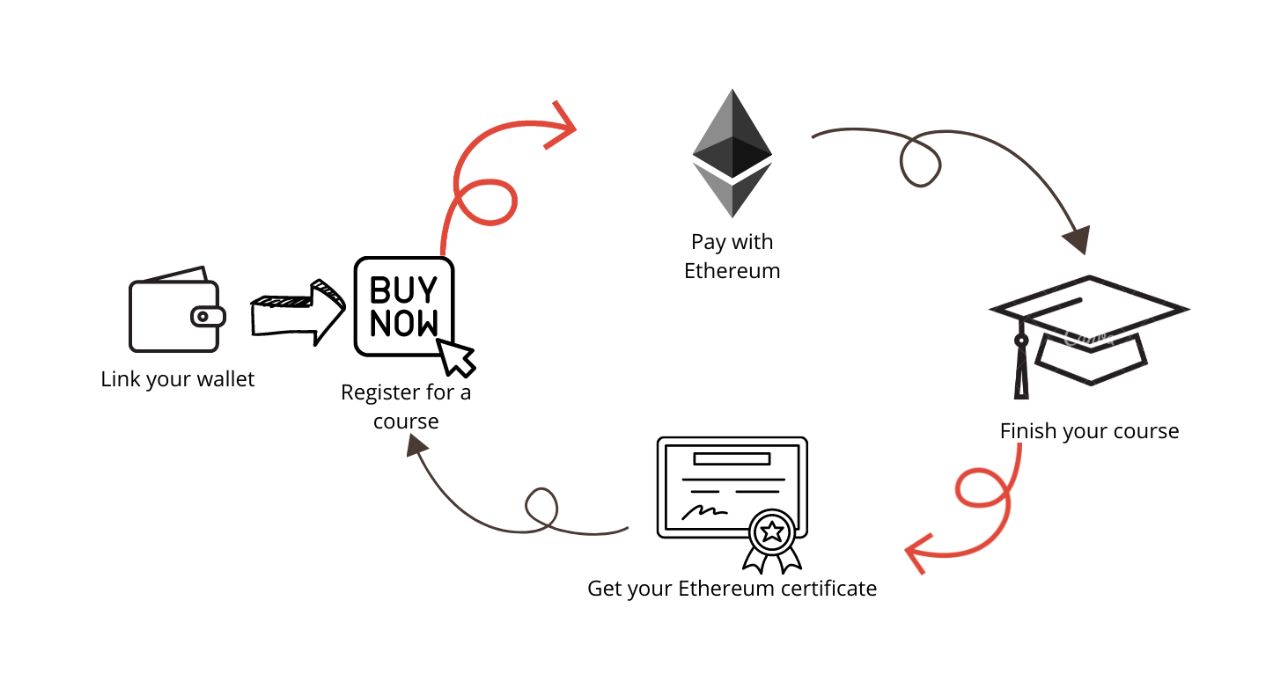 Link your wallet
BUY
NOW
Register for a
course
Pay with
Ethereum
Finish your course
Get your Ethereum certificate